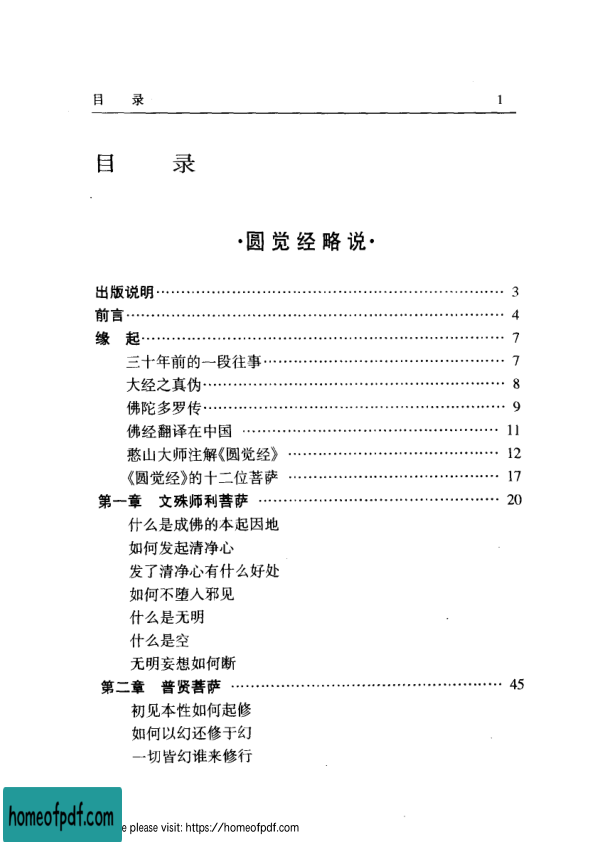 目 录 1
目 录
·圆觉经略说·
出版说明…………………………………………………………… 3
前言………………………………………………………………… 4
缘 起……………………………………………………………… 7
三十年前的一段往事…………………………………………… 7
大经之真伪……………………………………………………… 8
佛陀多罗传……………………………………………………… 9
佛经翻译在中国 ……………………………………………… 11
憨山大师注解《圆觉经》 …………………………………… 12
《圆觉经》的十二位菩萨 …………………………………… 17
第一章 文殊师利菩萨 ………………………………………… 20
什么是成佛的本起因地
如何发起清净心
发了清净心有什么好处
如何不堕入邪见
什么是无明
什么是空
无明妄想如何断
第二章 普贤菩萨 ……………………………………………… 45
初见本性如何起修
如何以幻还修于幻
一切皆幻谁来修行
homeofpdf.com
e please visit: https://homeofpdf.com